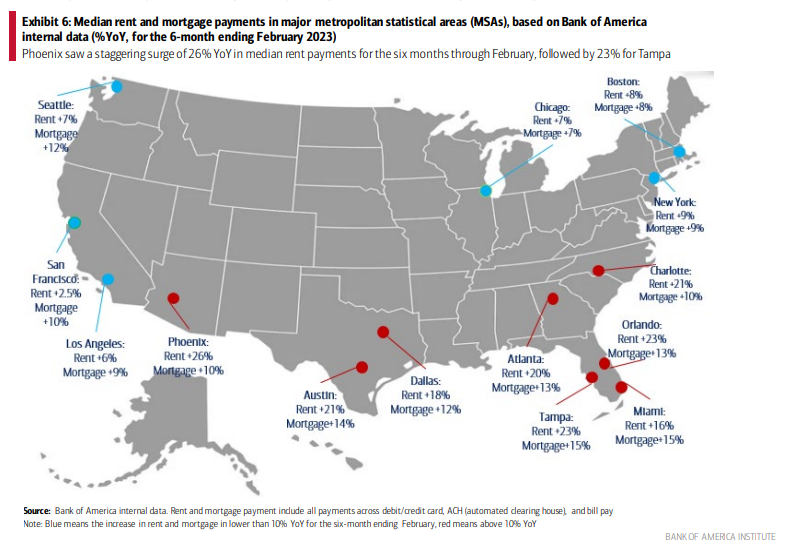 Exhibit 6: Median rent and mortgage payments in major metropolitan statistical areas (MSAs), based on Bank of America
internal data (%YoY, for the 6-month ending February 2023)
Phoenix saw a staggering surge of 26% YoY in median rent payments for the six months through February, followed by 23% for Tampa
Seattle:
Rent +7%
Mortgage
+12%
Chicago:
Rent +7%
Mortgage +7%
Boston:
Rent +8%
Mortgage +8%
New York:
Rent +9%
Mortgage +9%
San
Francisco:
Rent +2.5%
Mortgage
+10%
Los Angeles:
Rent +6%
Mortgage +9%
Phoenix:
Rent +26%
Mortgage +10%
Austin:
Rent +21%
Mortgage+14%
Dallas:
Rent +18%
Mortgage +12%
Atlanta:
Rent +20%
Mortgage+13%
Charlotte:
Rent +21%
Mortgage +10%
Orlando:
Rent +23%
Mortgage+13%
Tampa:
Rent +23%
Mortgage+15%
Miami:
Rent +16%
Mortgage+15%
Source: Bank of America internal data. Rent and mortgage payment include all payments across debit/credit card, ACH (automated clearing house), and bill pay
Note: Blue means the increase in rent and mortgage in lower than 10% YoY for the six-month ending February, red means above 10% YoY
BANK OF AMERICA INSTITUTE